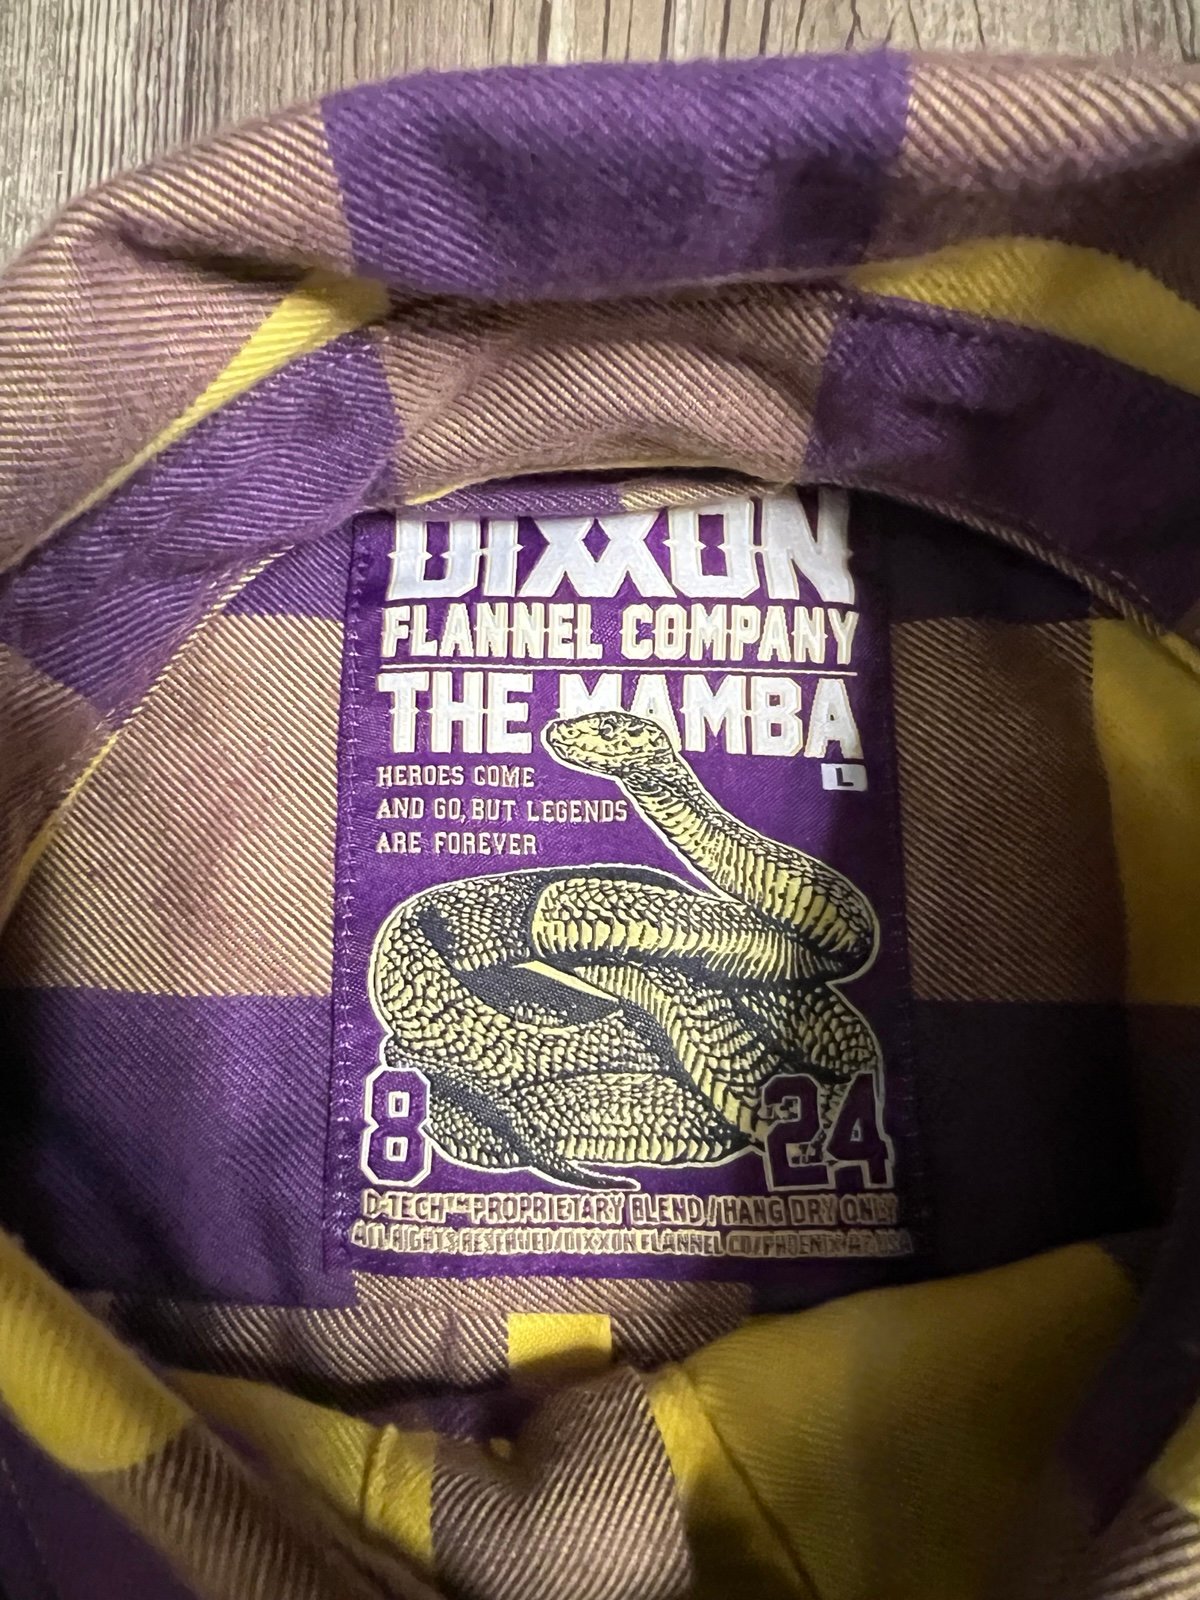 DIXXON
FLANNEL COMPANY
THE MAMBA
L
HEROES COME
AND GO, BUT LEGENDS
ARE FOREVER
8 24
D-TECH™ PROPRIETARY BLEND / HANG DRY ONLY
ALL RIGHTS RESERVED/DIXXON FLANNEL CO/PHOENIX AZ USA